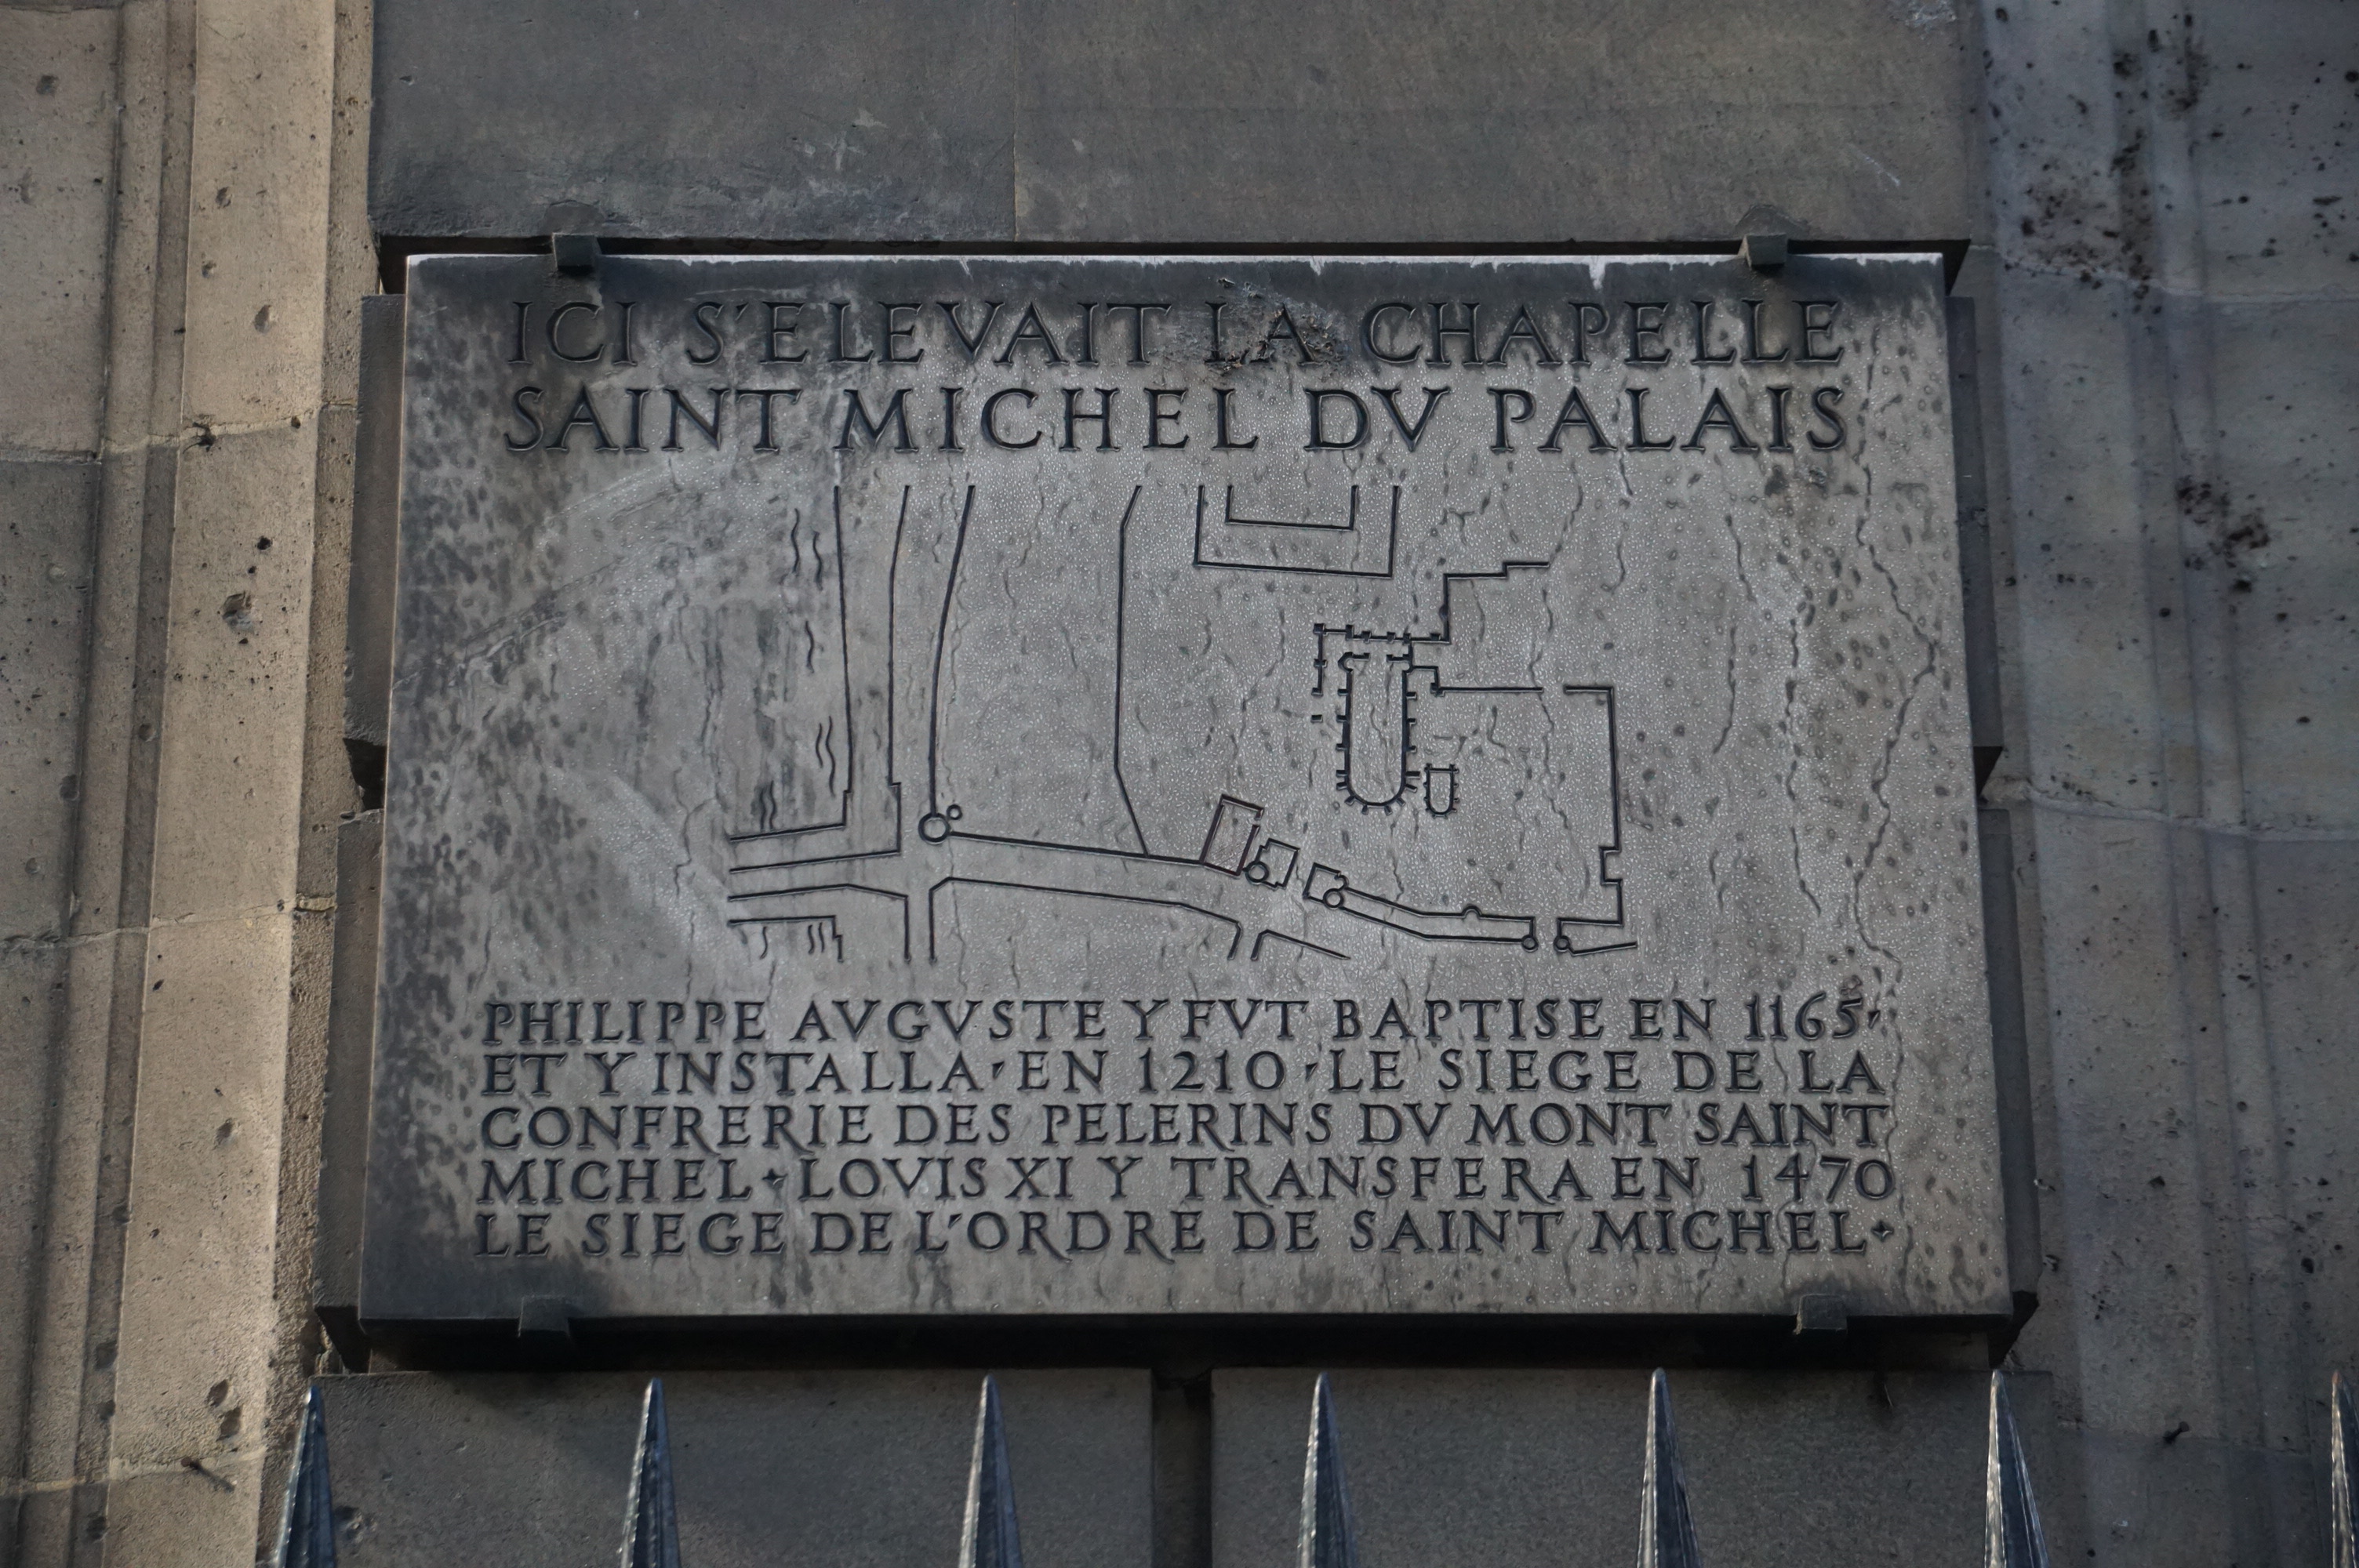 ICI S'ELEVAIT LA CHAPELLE
SAINT MICHEL DV PALAIS
PHILIPPE AVGVSTE Y FVT BAPTISE EN 1165,
ET Y INSTALLA, EN 1210, LE SIEGE DE LA
CONFRERIE DES PELERINS DV MONT SAINT
MICHEL. LOVIS XI Y TRANSFERA EN 1470
LE SIEGE DE L'ORDRE DE SAINT MICHEL.